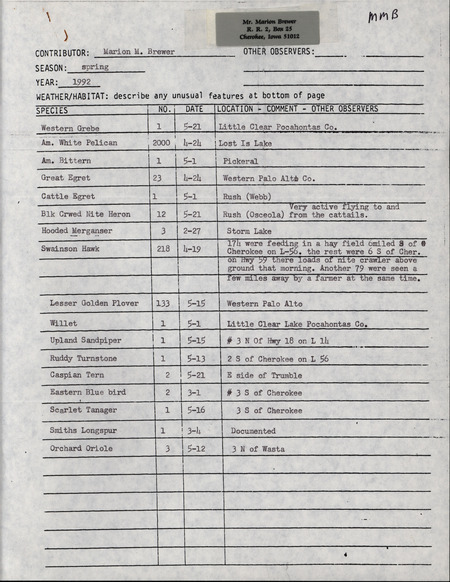 Mr. Marion Brewer
R. R. 2, Box 25
Cherokee, Iowa 51012
MMB
CONTRIBUTOR: Marion M. Brewer OTHER OBSERVERS:
SEASON: spring
YEAR: 1992
WEATHER/HABITAT: describe any unusual features at bottom of page
SPECIES NO. DATE LOCATION - COMMENT - OTHER OBSERVERS
Western Grebe 1 5-21 Little Clear Pocahontas Co.
Am. White Pelican 2000 4-24 Lost Is Lake
Am. Bittern 1 5-1 Pickeral
Great Egret 23 4-24 Western Palo Alto Co.
Cattle Egret 1 5-1 Rush (Webb)
Blk Crwed Nite Heron 12 5-21 Rush (Osceola) Very active flying to and from the cattails.
Hooded Merganser 3 2-27 Storm Lake
Swainson Hawk 218 4-19 174 were feeding in a hay field 6miled S of
Cherokee on L-56, the rest were 6 S of Cher.
on Hwy 59 there loads of nite crawler above
ground that morning. Another 79 were seen a
few miles away by a farmer at the same time.
Lesser Golden Plover 133 5-15 Western Palo Alto
Willet 1 5-1 Little Clear Lake Pocahontas Co.
Upland Sandpiper 1 5-15 # 3 N Of Hwy 18 on L 14
Ruddy Turnstone 1 5-13 2 S of Cherokee on L 56
Caspian Tern 2 5-21 E side of Trumble
Eastern Blue bird 2 3-1 # 3 S of Cherokee
Scarlet Tanager 1 5-16 3 S of Cherokee
Smiths Longspur 1 3-4 Documented
Orchard Oriole 3 5-12 3 N of Wasta